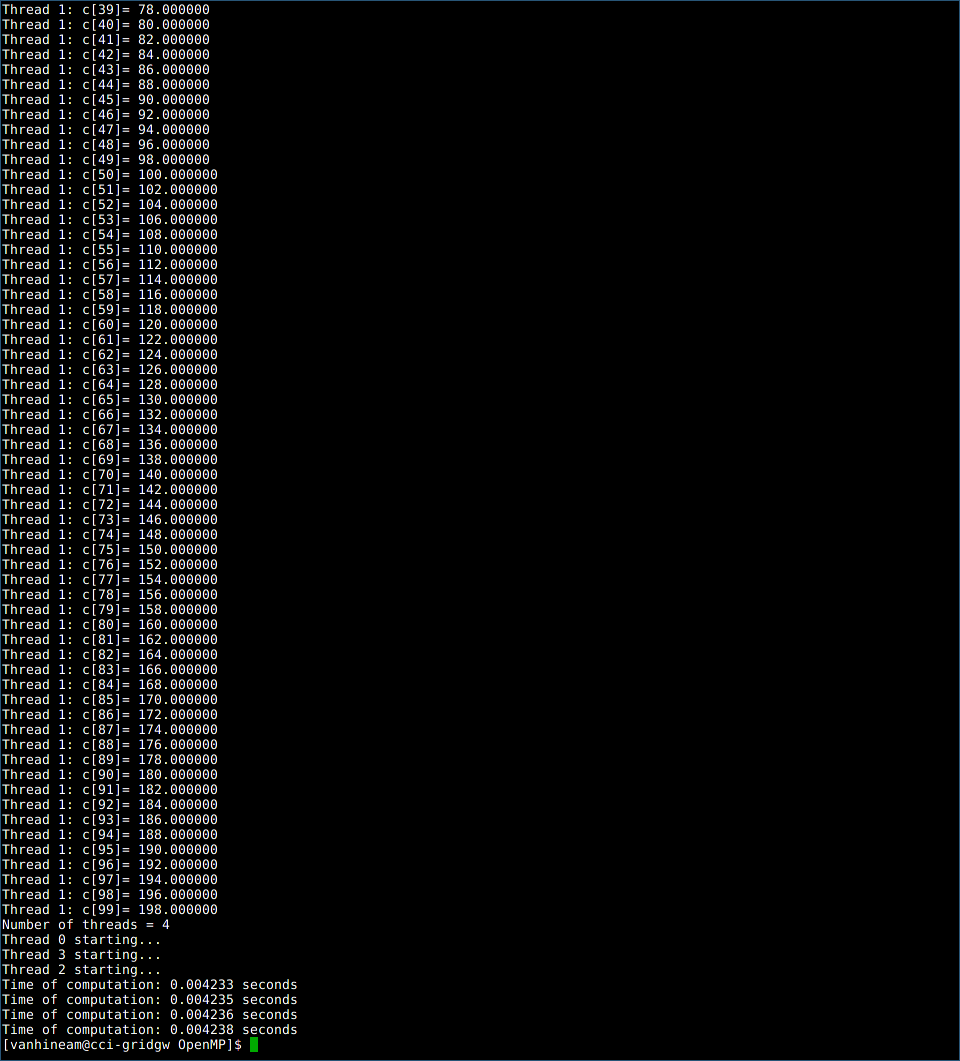 Thread 1: c[39]= 78.000000
Thread 1: c[40]= 80.000000
Thread 1: c[41]= 82.000000
Thread 1: c[42]= 84.000000
Thread 1: c[43]= 86.000000
Thread 1: c[44]= 88.000000
Thread 1: c[45]= 90.000000
Thread 1: c[46]= 92.000000
Thread 1: c[47]= 94.000000
Thread 1: c[48]= 96.000000
Thread 1: c[49]= 98.000000
Thread 1: c[50]= 100.000000
Thread 1: c[51]= 102.000000
Thread 1: c[52]= 104.000000
Thread 1: c[53]= 106.000000
Thread 1: c[54]= 108.000000
Thread 1: c[55]= 110.000000
Thread 1: c[56]= 112.000000
Thread 1: c[57]= 114.000000
Thread 1: c[58]= 116.000000
Thread 1: c[59]= 118.000000
Thread 1: c[60]= 120.000000
Thread 1: c[61]= 122.000000
Thread 1: c[62]= 124.000000
Thread 1: c[63]= 126.000000
Thread 1: c[64]= 128.000000
Thread 1: c[65]= 130.000000
Thread 1: c[66]= 132.000000
Thread 1: c[67]= 134.000000
Thread 1: c[68]= 136.000000
Thread 1: c[69]= 138.000000
Thread 1: c[70]= 140.000000
Thread 1: c[71]= 142.000000
Thread 1: c[72]= 144.000000
Thread 1: c[73]= 146.000000
Thread 1: c[74]= 148.000000
Thread 1: c[75]= 150.000000
Thread 1: c[76]= 152.000000
Thread 1: c[77]= 154.000000
Thread 1: c[78]= 156.000000
Thread 1: c[79]= 158.000000
Thread 1: c[80]= 160.000000
Thread 1: c[81]= 162.000000
Thread 1: c[82]= 164.000000
Thread 1: c[83]= 166.000000
Thread 1: c[84]= 168.000000
Thread 1: c[85]= 170.000000
Thread 1: c[86]= 172.000000
Thread 1: c[87]= 174.000000
Thread 1: c[88]= 176.000000
Thread 1: c[89]= 178.000000
Thread 1: c[90]= 180.000000
Thread 1: c[91]= 182.000000
Thread 1: c[92]= 184.000000
Thread 1: c[93]= 186.000000
Thread 1: c[94]= 188.000000
Thread 1: c[95]= 190.000000
Thread 1: c[96]= 192.000000
Thread 1: c[97]= 194.000000
Thread 1: c[98]= 196.000000
Thread 1: c[99]= 198.000000
Number of threads = 4
Thread 0 starting...
Thread 3 starting...
Thread 2 starting...
Time of computation: 0.004233 seconds
Time of computation: 0.004235 seconds
Time of computation: 0.004236 seconds
Time of computation: 0.004238 seconds
[vanhineam@cci-gridgw OpenMP]$